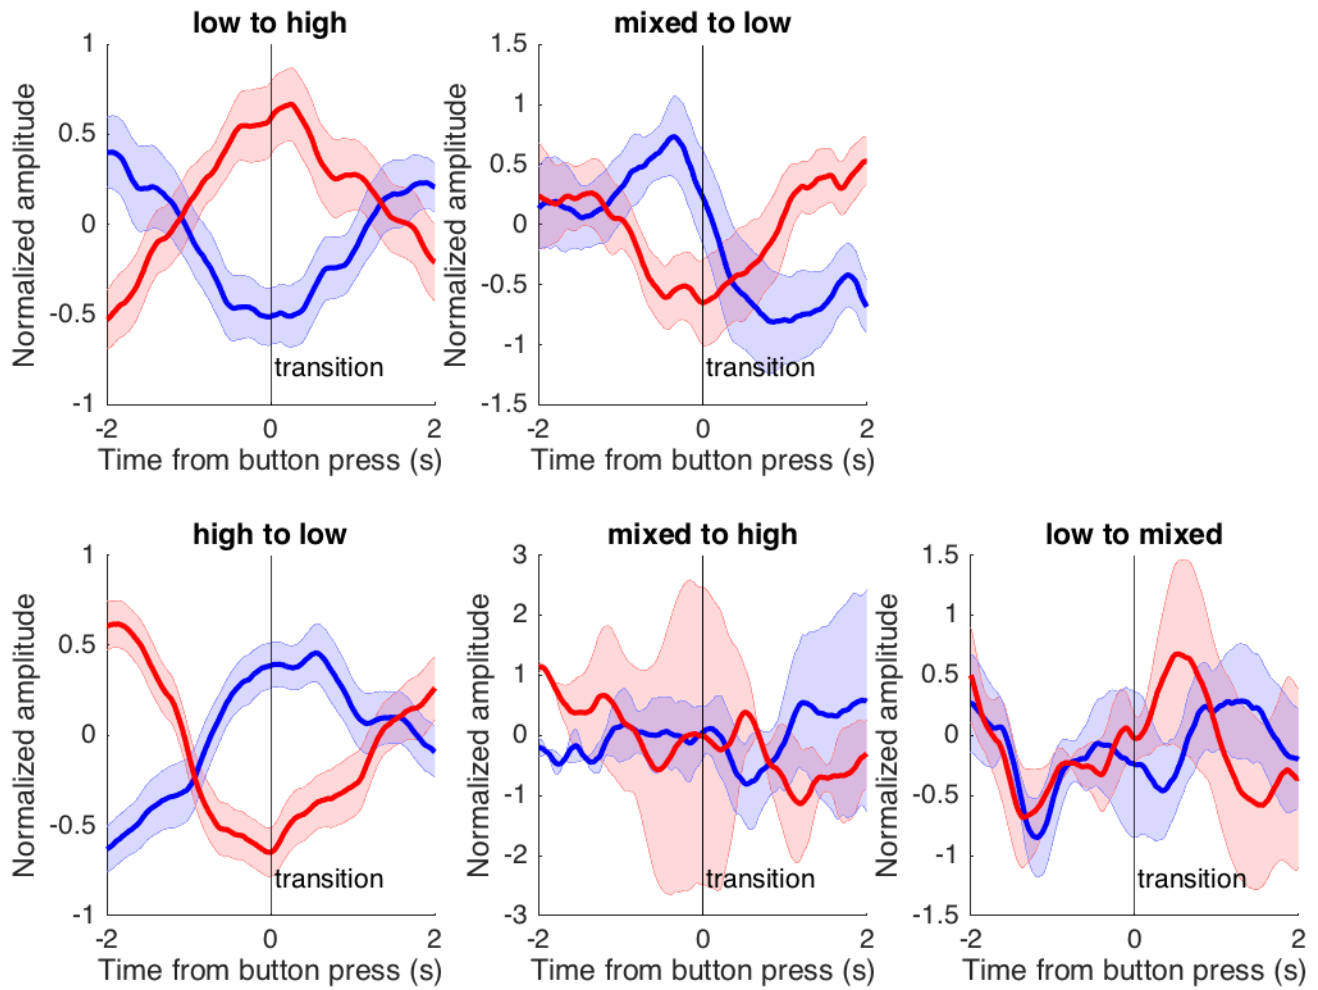 low to high
1
0.5
0
-0.5
-1
-2
0
2
Normalized amplitude
Time from button press (s)
transition
mixed to low
1.5
1
0.5
0
-0.5
-1
-1.5
-2
0
2
Normalized amplitude
Time from button press (s)
transition
high to low
1
0.5
0
-0.5
-1
-2
0
2
Normalized amplitude
Time from button press (s)
transition
mixed to high
3
2
1
0
-1
-2
-3
-2
0
2
Normalized amplitude
Time from button press (s)
transition
low to mixed
1.5
1
0.5
0
-0.5
-1
-1.5
-2
0
2
Normalized amplitude
Time from button press (s)
transition